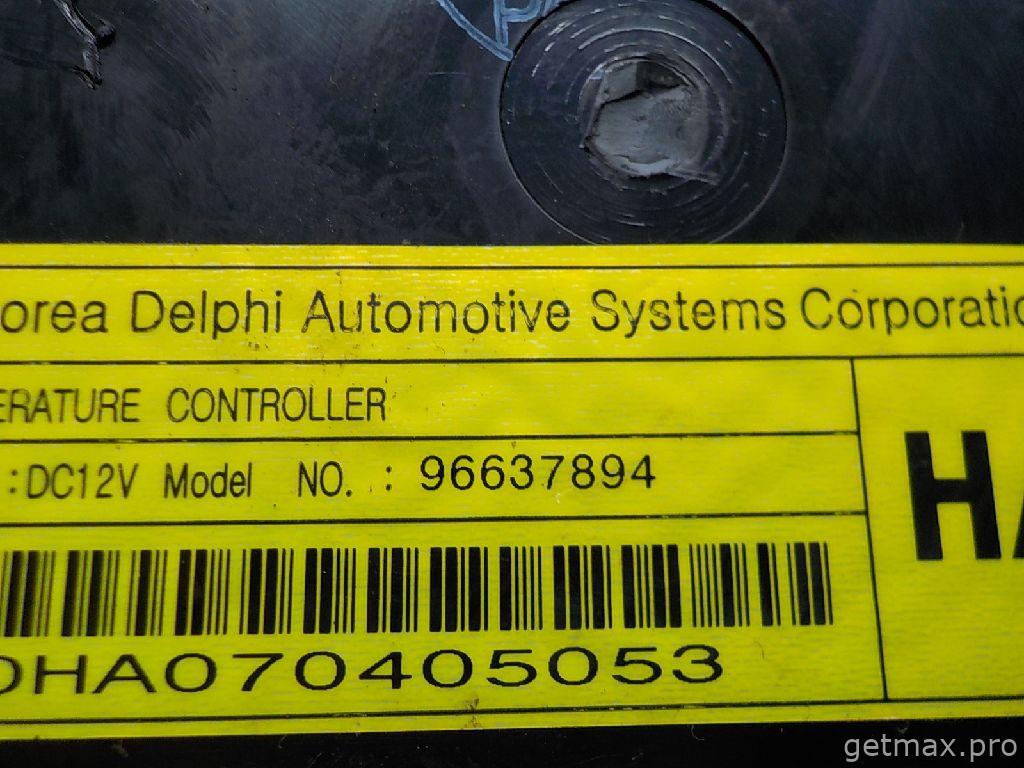 orea Delphi Automotive Systems Corporatio
ERATURE CONTROLLER
:DC12V Model NO. : 96637894
HA
DHA070405053
getmax.pro